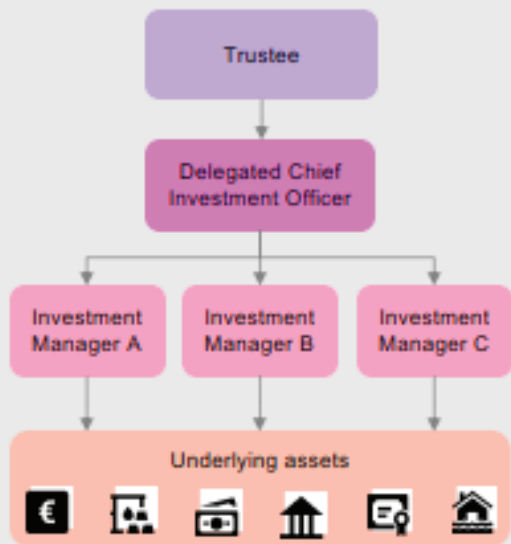 Trustee
Delegated Chief
Investment Officer
Investment
Manager A
Investment
Manager B
Investment
Manager C
Underlying assets
€